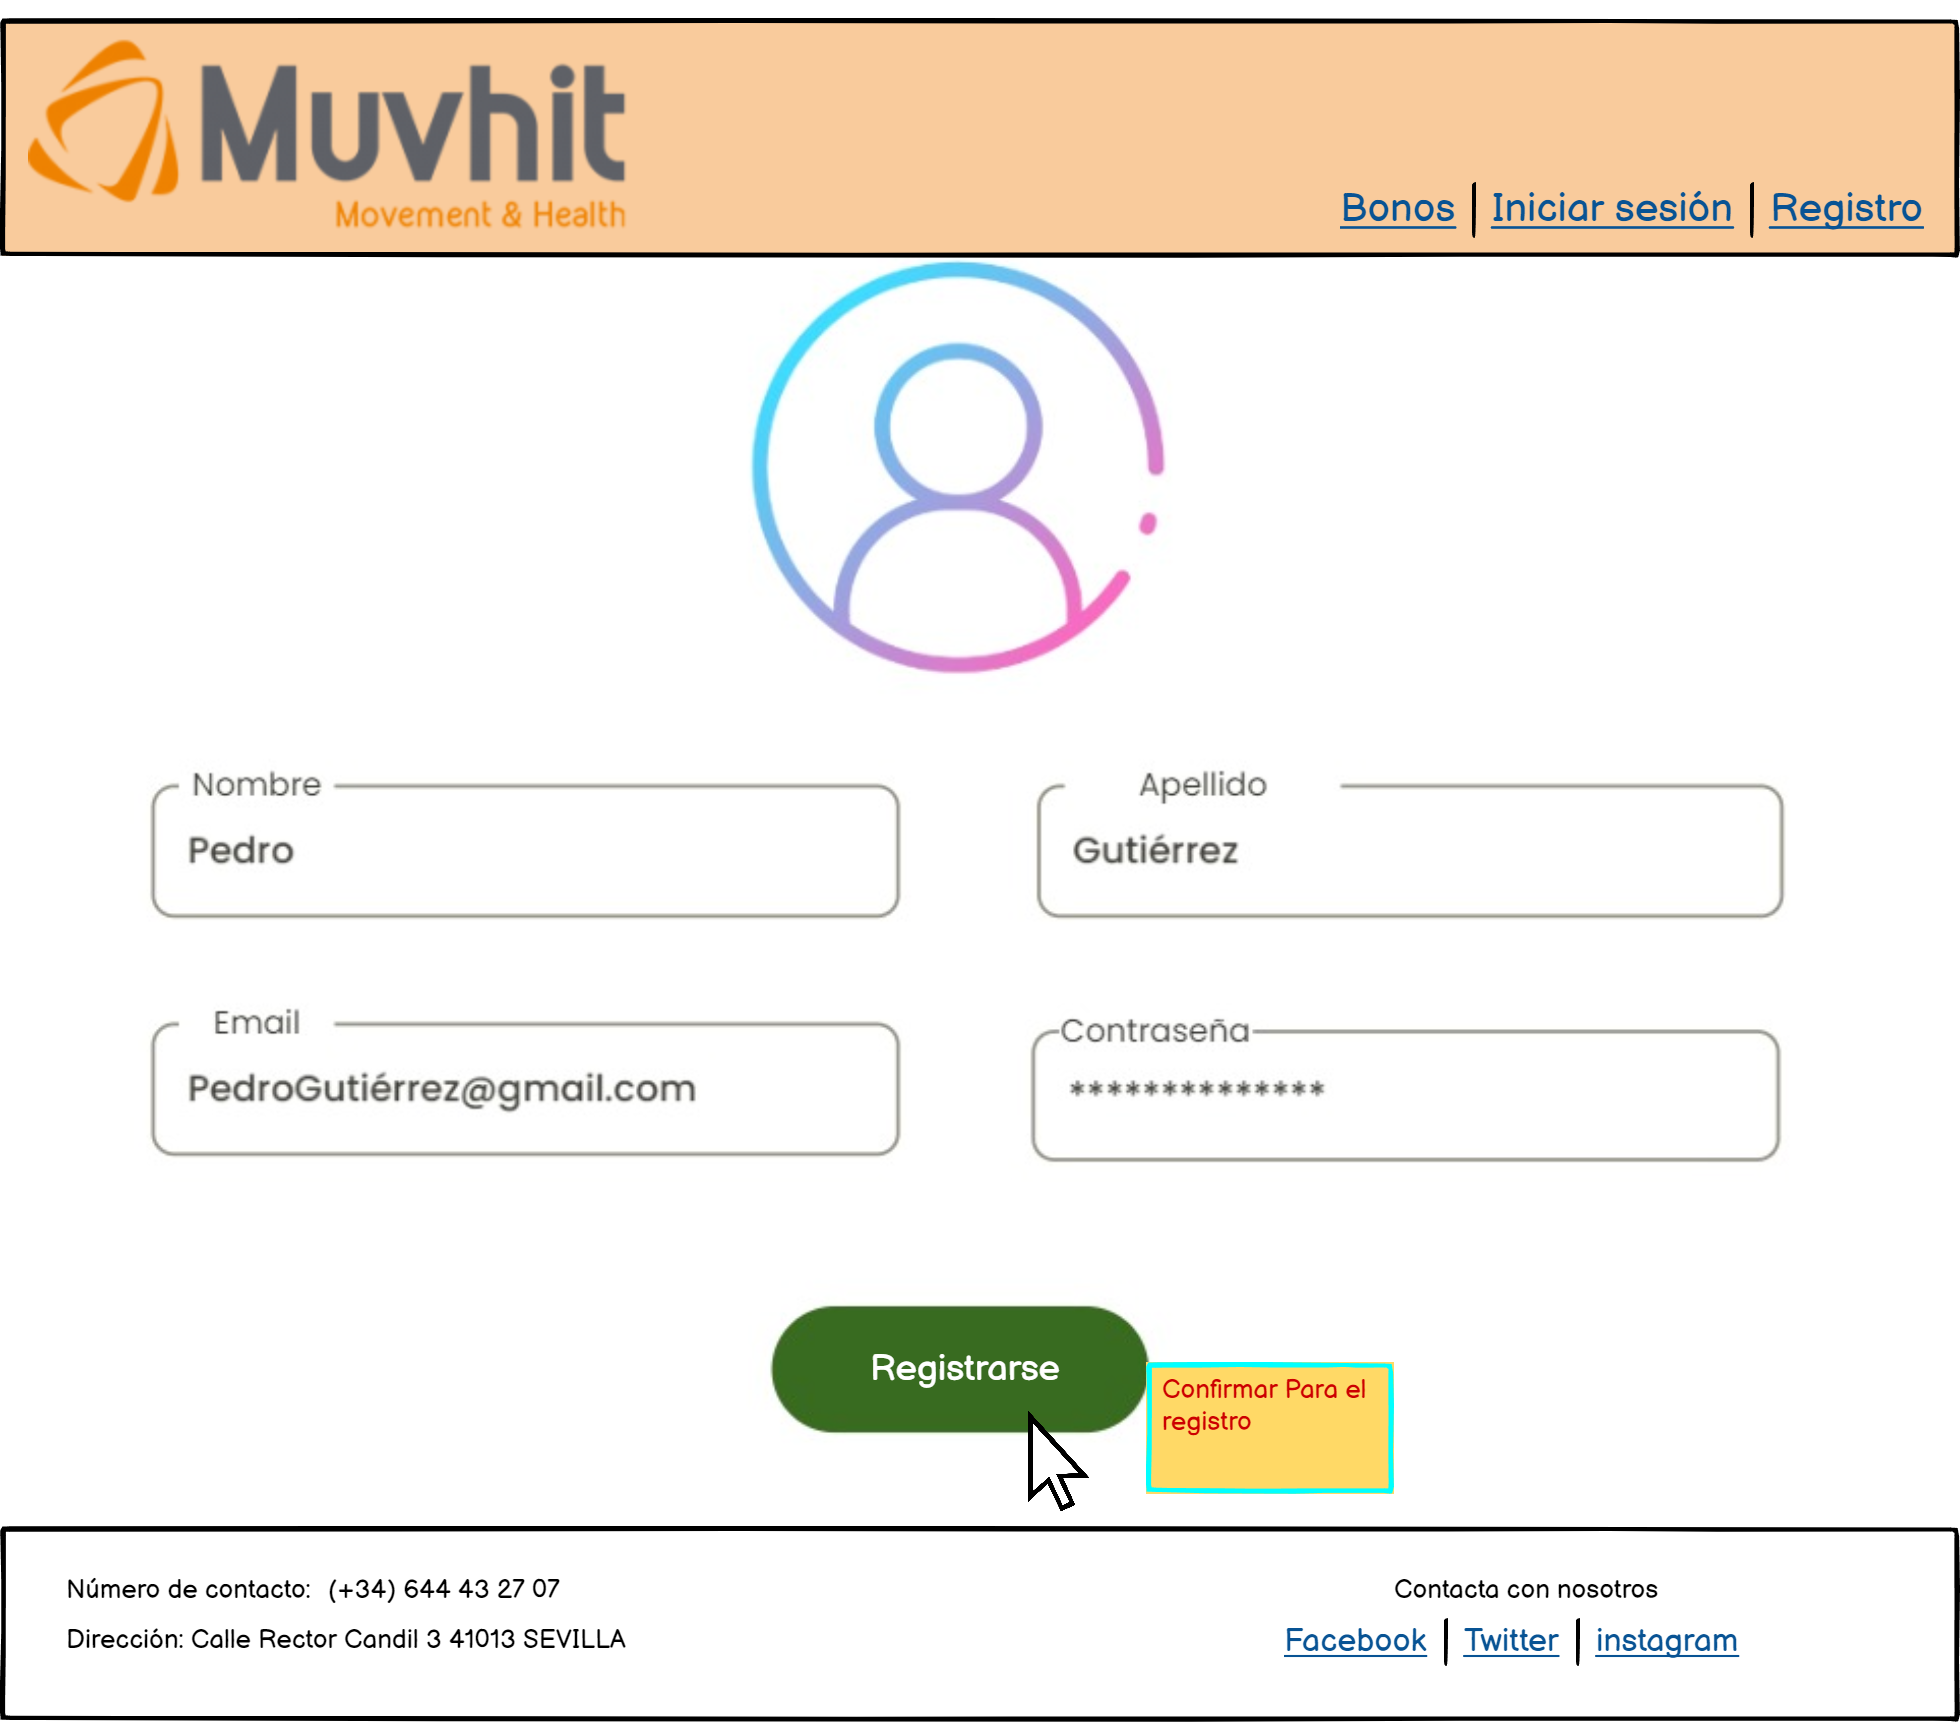 Muvhit
Movement & Health
Bonos | Iniciar sesión | Registro
Nombre
Pedro
Apellido
Gutiérrez
Email
PedroGutiérrez@gmail.com
Contraseña
**************
Registrarse
Confirmar Para el
registro
Número de contacto: (+34) 644 43 27 07
Dirección: Calle Rector Candil 3 41013 SEVILLA
Contacta con nosotros
Facebook | Twitter | instagram